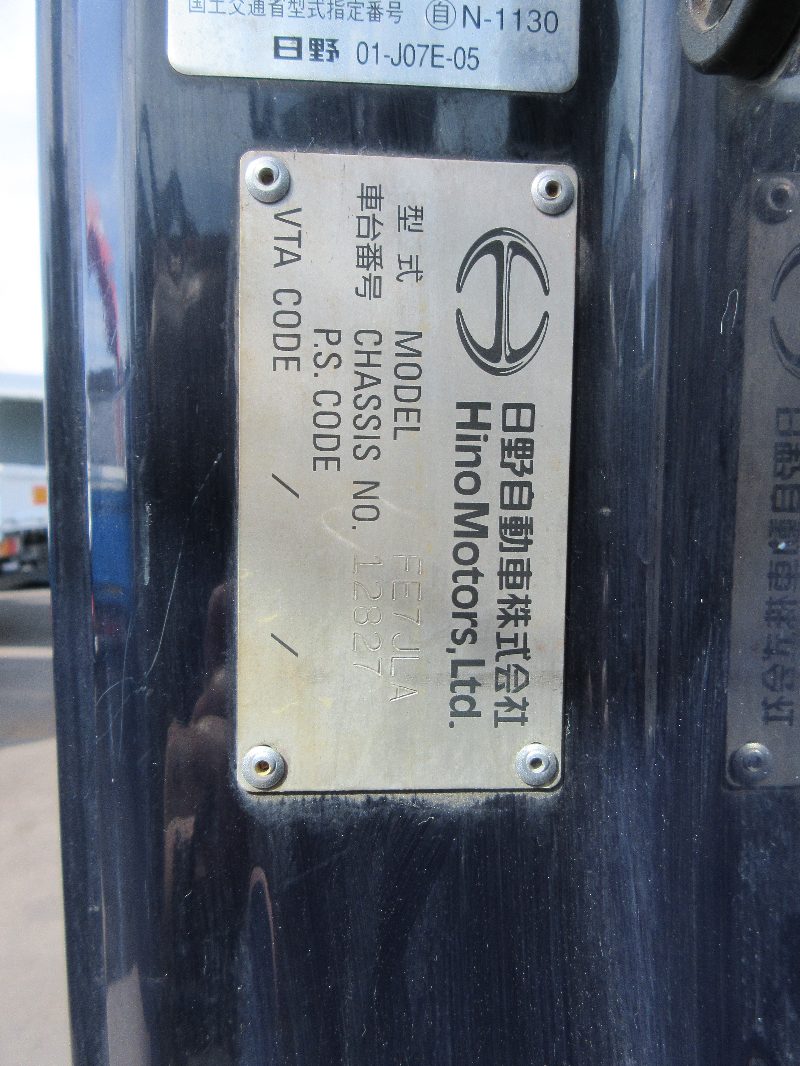 国土交通省型式指定番号 自 N-1130
日野 01-J07E-05
日野自動車株式会社
Hino Motors, Ltd.
型式 MODEL FE7JLA
車台番号 CHASSIS NO. 12827
P.S. CODE
VTA CODE / /